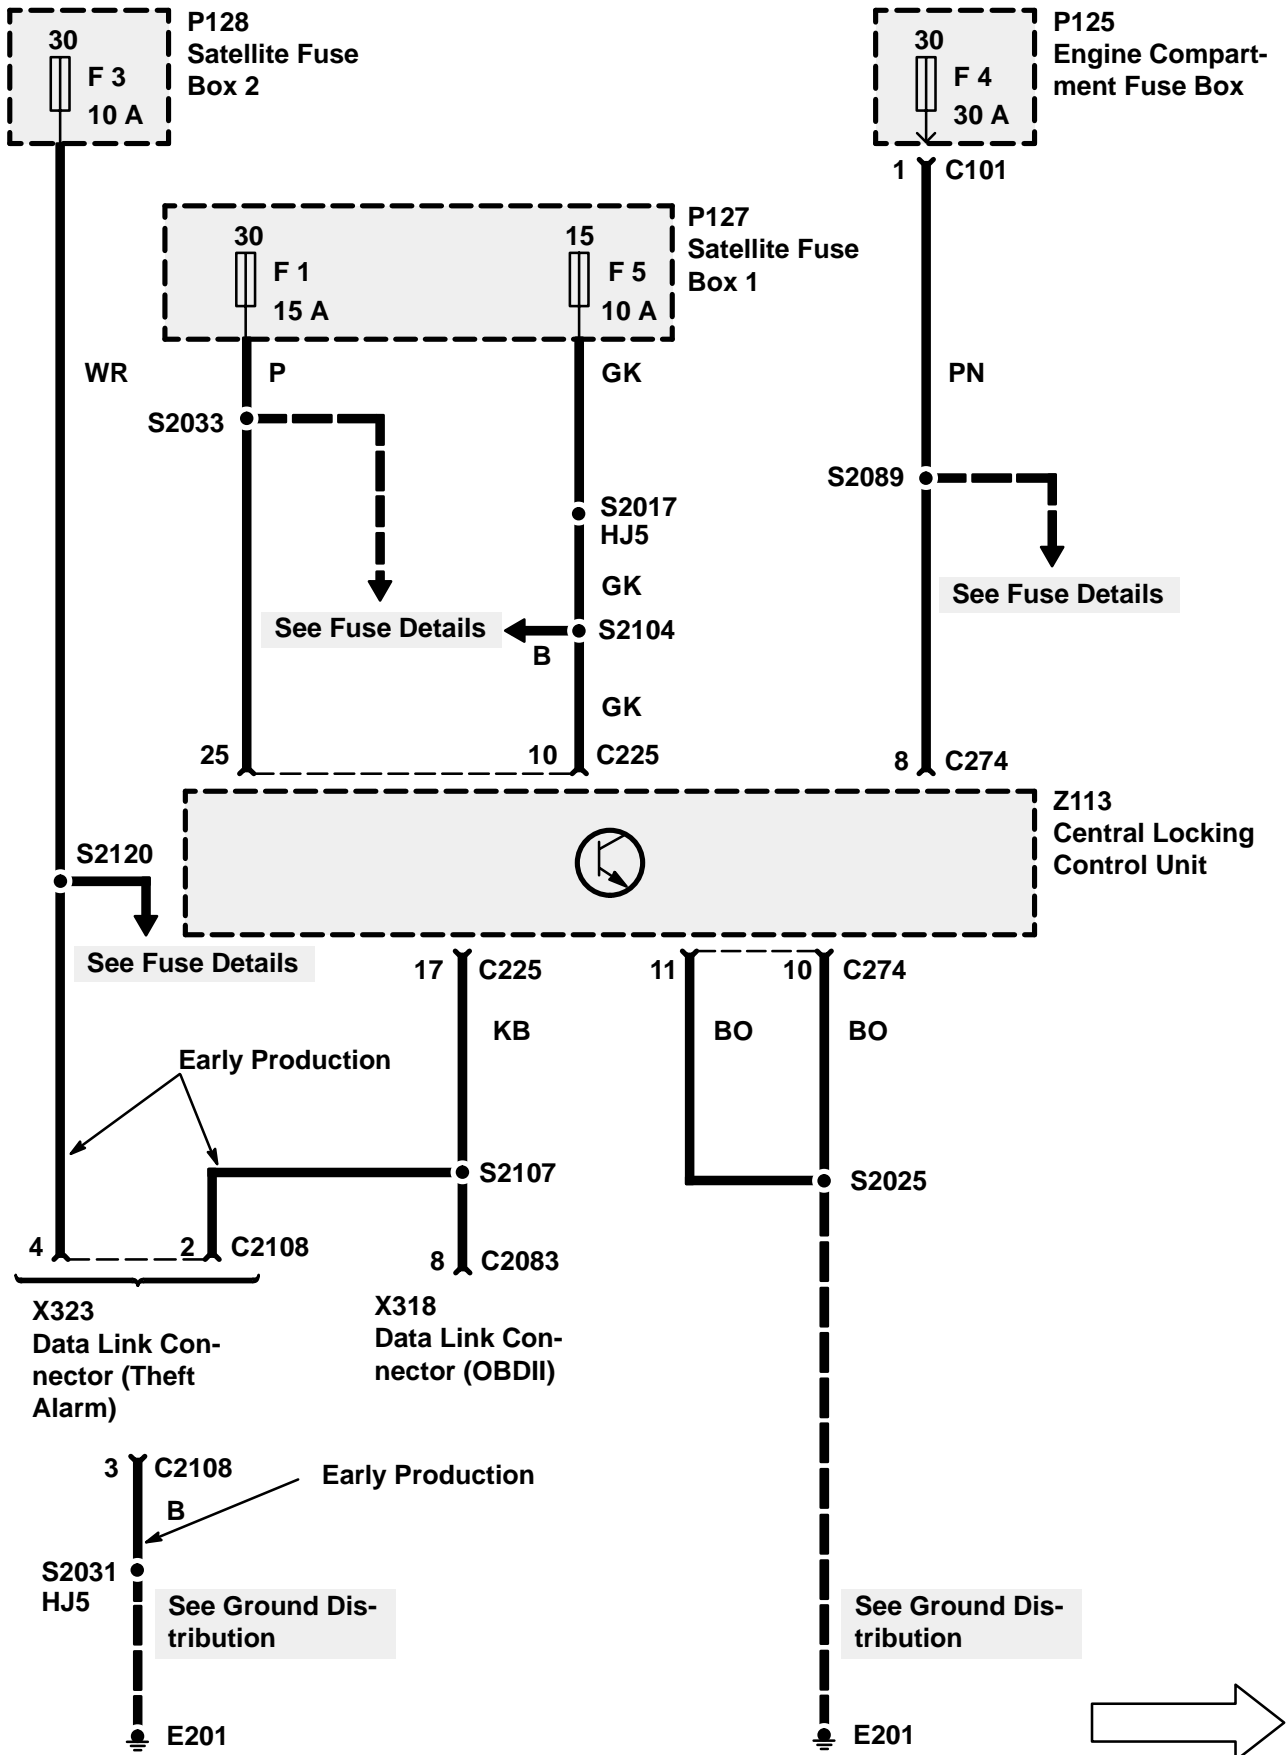 P128
Satellite Fuse
Box 2
30
F 3
10 A
P125
Engine Compart-
ment Fuse Box
30
F 4
30 A
1 C101
P127
Satellite Fuse
Box 1
30
F 1
15 A
15
F 5
10 A
WR
P
GK
PN
S2033
S2089
S2017
HJ5
GK
See Fuse Details
See Fuse Details
S2104
B
GK
25
10 C225
8 C274
Z113
Central Locking
Control Unit
S2120
See Fuse Details
17 C225
11
10 C274
KB
BO
BO
Early Production
S2107
S2025
4
2 C2108
8 C2083
X323
Data Link Con-
nector (Theft
Alarm)
X318
Data Link Con-
nector (OBDII)
3 C2108
Early Production
B
S2031
HJ5
See Ground Dis-
tribution
See Ground Dis-
tribution
E201
E201